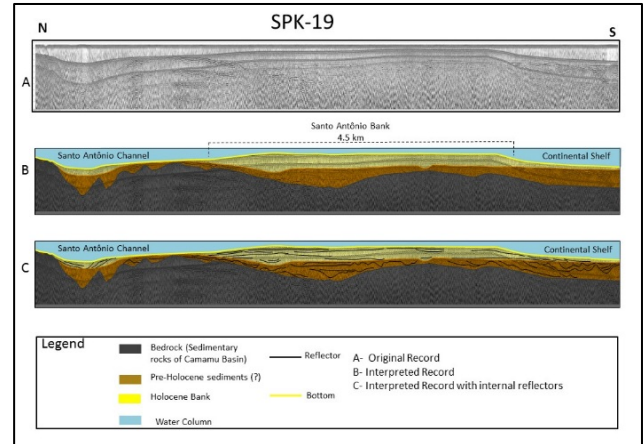 SPK-19
N
S
A
Santo Antônio Bank
4.5 km
Santo Antônio Channel
Continental Shelf
B
Santo Antônio Channel
Continental Shelf
C
Legend
Bedrock (Sedimentary
rocks of Camamu Basin)
Pre-Holocene sediments (?)
Holocene Bank
Water Column
Reflector
Bottom
A- Original Record
B- Interpreted Record
C- Interpreted Record with internal reflectors